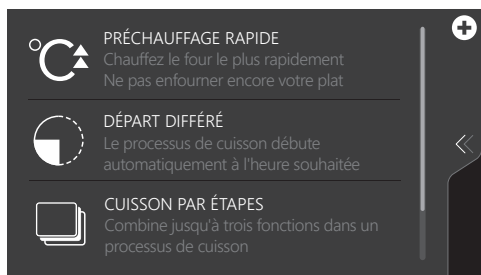 °C
PRÉCHAUFFAGE RAPIDE
Chauffez le four le plus rapidement
Ne pas enfourner encore votre plat
DÉPART DIFFÉRÉ
Le processus de cuisson débute
automatiquement à l'heure souhaitée
CUISSON PAR ÉTAPES
Combine jusqu'à trois fonctions dans un
processus de cuisson